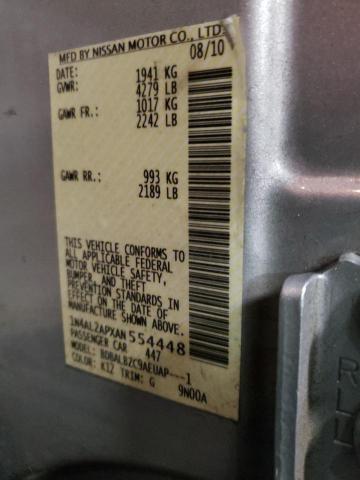 MFD BY NISSAN MOTOR CO., LTD.
DATE: 08/10
GVWR: 1941 KG
4279 LB
GAWR FR.: 1017 KG
2242 LB
GAWR RR.: 993 KG
2189 LB
THIS VEHICLE CONFORMS TO
ALL APPLICABLE FEDERAL
MOTOR VEHICLE SAFETY,
BUMPER, AND THEFT
PREVENTION STANDARDS
IN EFFECT ON THE DATE OF
MANUFACTURE SHOWN ABOVE.
1N4AL2APXAN554448
PASSENGER CAR 447
MODEL: BDBALBZC9AEUAP---1
COLOR: K1Z TRIM: G 9N00A